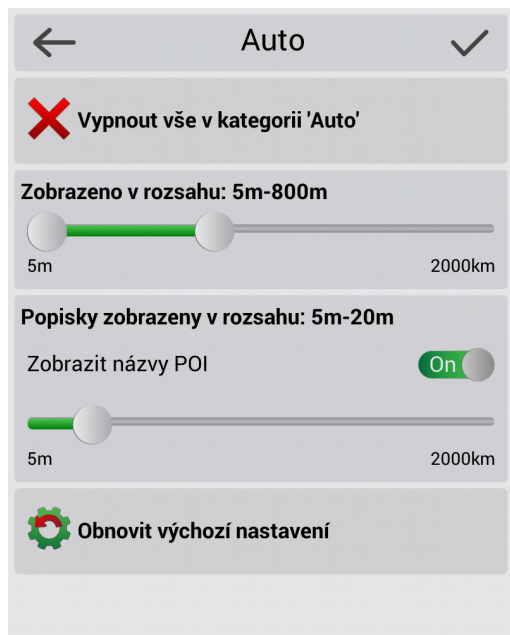 Auto
Vypnout vše v kategorii 'Auto'
Zobrazeno v rozsahu: 5m-800m
5m 2000km
Popisky zobrazeny v rozsahu: 5m-20m
Zobrazit názvy POI On
5m 2000km
Obnovit výchozí nastavení